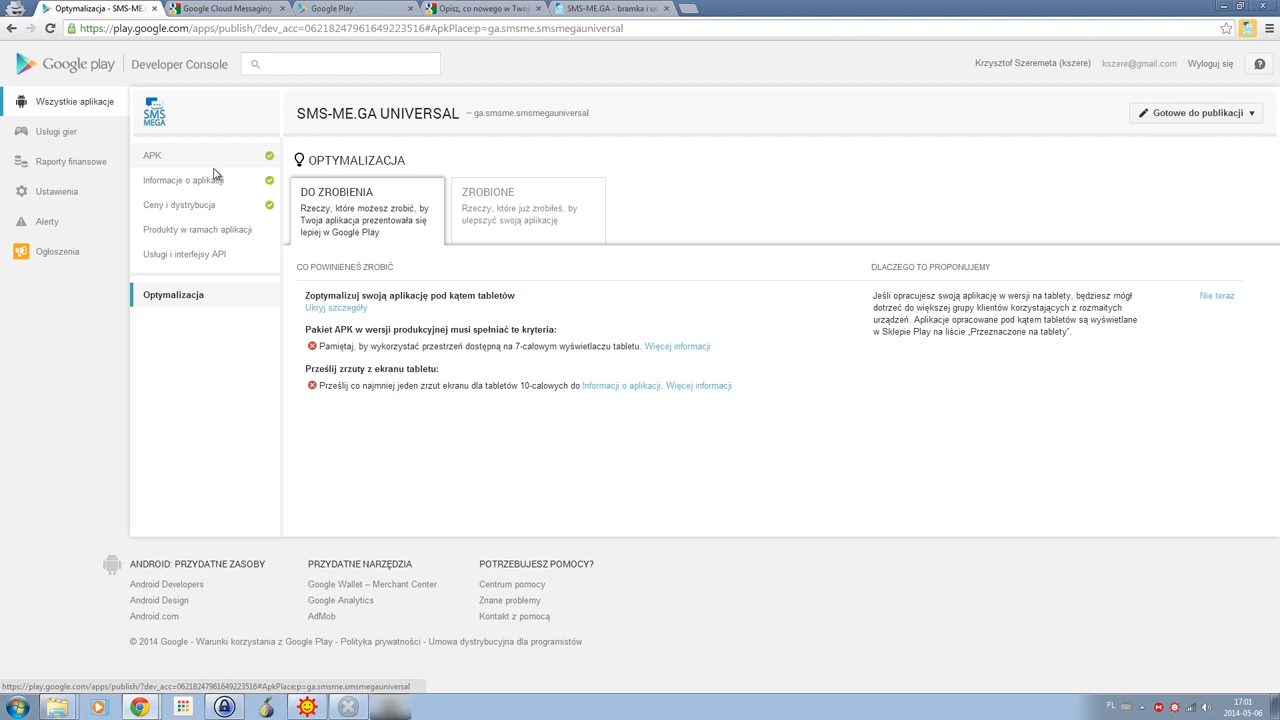 Optymalizacja - SMS-ME.G
Google Cloud Messaging
Google Play
Opisz, co nowego w Twoj
SMS-ME.GA - bramka i us
https://play.google.com/apps/publish/?dev_acc=06218247961649223516#ApkPlace:p=ga.smsme.smsmegauniversal
Google play
Developer Console
Krzysztof Szeremeta (kszere)
kszere@gmail.com
Wyloguj się
Wszystkie aplikacje
Usługi gier
Raporty finansowe
Ustawienia
Alerty
Ogłoszenia
SMS
MEGA
APK
Informacje o aplikacji
Ceny i dystrybucja
Produkty w ramach aplikacji
Usługi i interfejsy API
Optymalizacja
SMS-ME.GA UNIVERSAL – ga.smsme.smsmegauniversal
Gotowe do publikacji
OPTYMALIZACJA
DO ZROBIENIA
Rzeczy, które możesz zrobić, by
Twoja aplikacja prezentowała się
lepiej w Google Play
ZROBIONE
Rzeczy, które już zrobiłeś, by
ulepszyć swoją aplikację
CO POWINIENEŚ ZROBIĆ
DLACZEGO TO PROPONUJEMY
Zoptymalizuj swoją aplikację pod kątem tabletów
Ukryj szczegóły
Pakiet APK w wersji produkcyjnej musi spełniać te kryteria:
Pamiętaj, by wykorzystać przestrzeń dostępną na 7-calowym wyświetlaczu tabletu. Więcej informacji
Prześlij zrzuty z ekranu tabletu:
Prześlij co najmniej jeden zrzut ekranu dla tabletów 10-calowych do Informacji o aplikacji. Więcej informacji
Jeśli opracujesz swoją aplikację w wersji na tablety, będziesz mógł
dotrzeć do większej grupy klientów korzystających z rozmaitych
urządzeń. Aplikacje opracowane pod kątem tabletów są wyświetlane
w Sklepie Play na liście „Przeznaczone na tablety”.
Nie teraz
ANDROID: PRZYDATNE ZASOBY
Android Developers
Android Design
Android.com
PRZYDATNE NARZĘDZIA
Google Wallet – Merchant Center
Google Analytics
AdMob
POTRZEBUJESZ POMOCY?
Centrum pomocy
Znane problemy
Kontakt z pomocą
© 2014 Google - Warunki korzystania z Google Play - Polityka prywatności - Umowa dystrybucyjna dla programistów
https://play.google.com/apps/publish/?dev_acc=06218247961649223516#ApkPlace:p=ga.smsme.smsmegauniversal
PL
17:01
2014-05-06